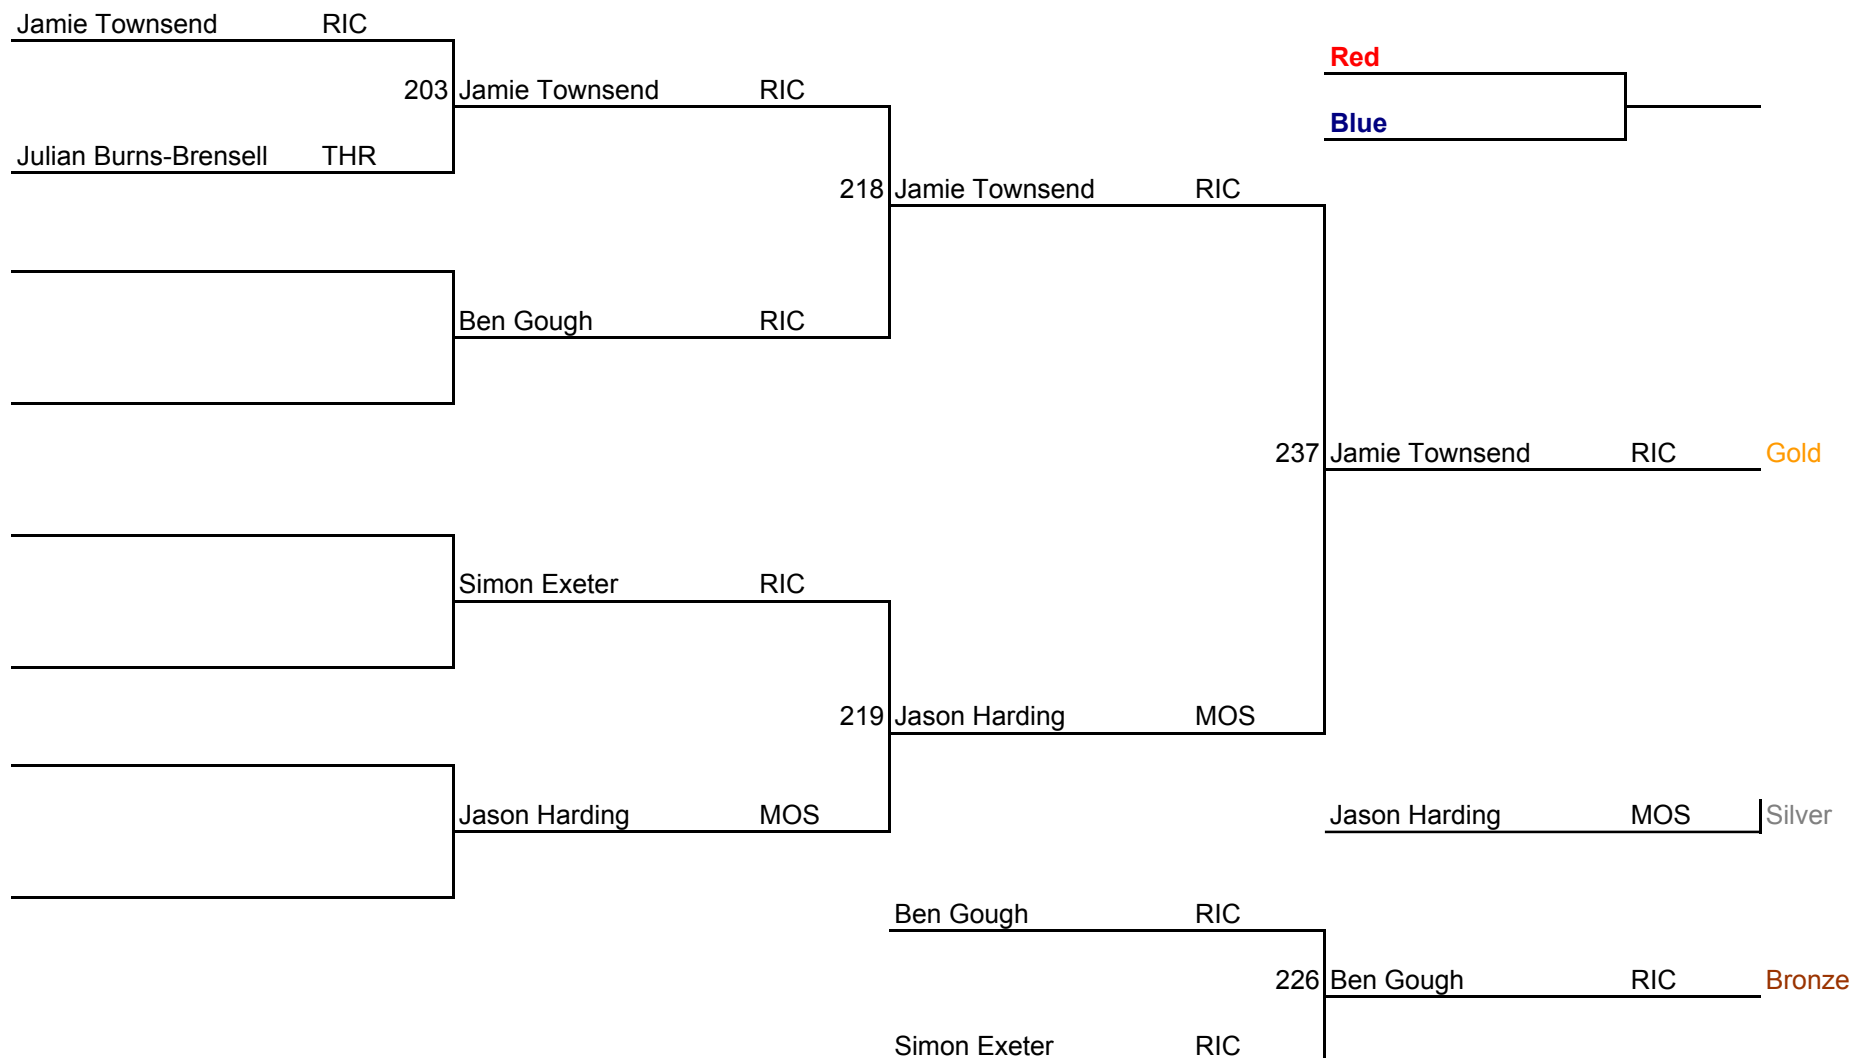 Jamie Townsend RIC
Red
203 Jamie Townsend RIC
Blue
Julian Burns-Brensell THR
218 Jamie Townsend RIC
Ben Gough RIC
237 Jamie Townsend RIC Gold
Simon Exeter RIC
219 Jason Harding MOS
Jason Harding MOS Jason Harding MOS Silver
Ben Gough RIC
226 Ben Gough RIC Bronze
Simon Exeter RIC